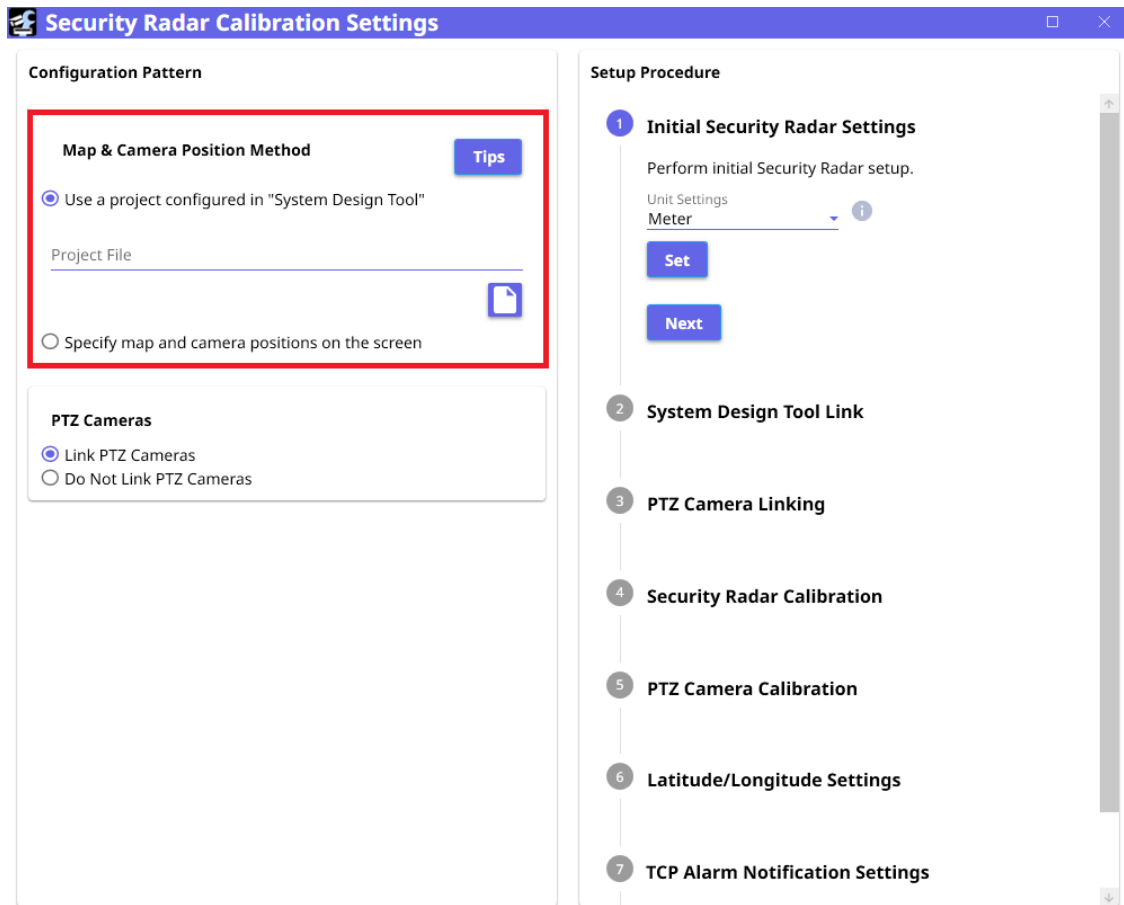 Security Radar Calibration Settings
Configuration Pattern
Map & Camera Position Method
Tips
Use a project configured in "System Design Tool"
Project File
Specify map and camera positions on the screen
PTZ Cameras
Link PTZ Cameras
Do Not Link PTZ Cameras
Setup Procedure
1 Initial Security Radar Settings
Perform initial Security Radar setup.
Unit Settings
Meter
i
Set
Next
2 System Design Tool Link
3 PTZ Camera Linking
4 Security Radar Calibration
5 PTZ Camera Calibration
6 Latitude/Longitude Settings
7 TCP Alarm Notification Settings